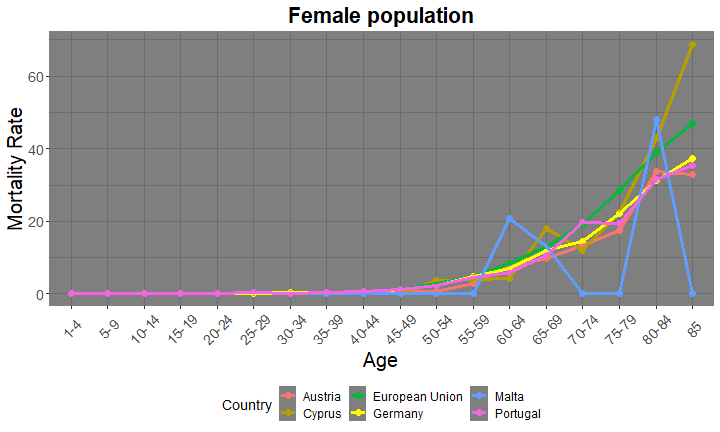 Female population
Mortality Rate
60
40
20
0
1-4 5-9 10-14 15-19 20-24 25-29 30-34 35-39 40-44 45-49 50-54 55-59 60-64 65-69 70-74 75-79 80-84 85
Age
Country
Austria European Union Malta
Cyprus Germany Portugal